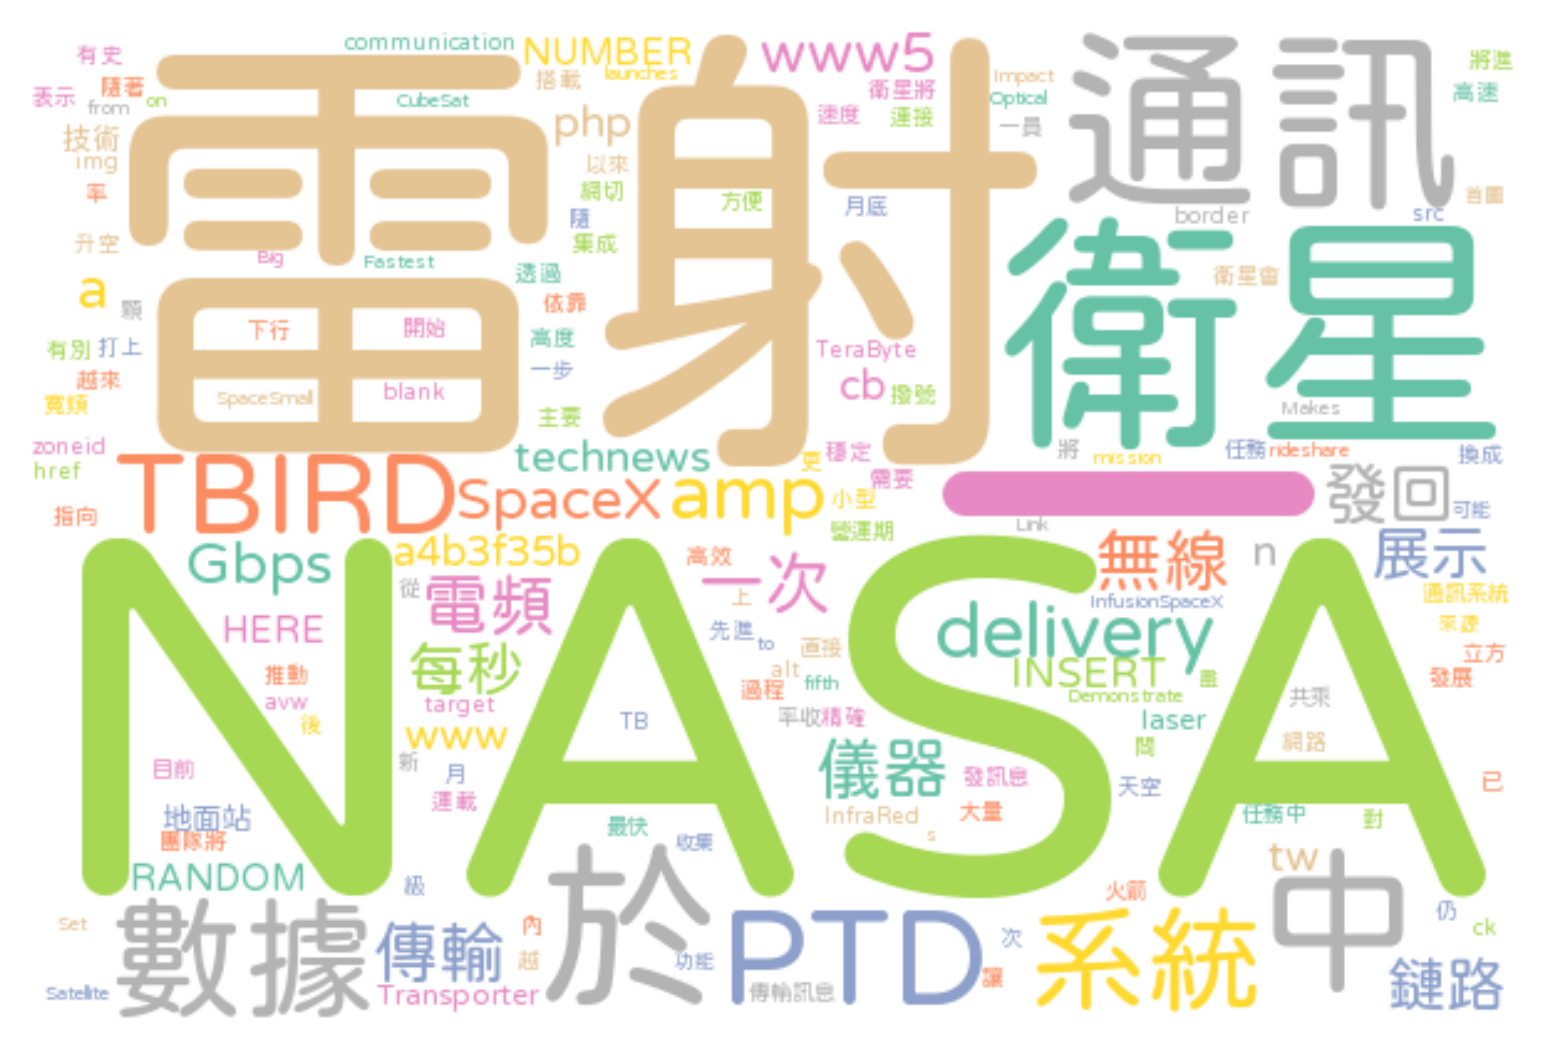 有史 communication NUMBER www5 通訊 將進
表示 隨著 from on CubeSat 搭載 launches 衛星將 Impact Optical 高速
技術 img 雷射 php 速度 連接 一員
率 以來 網切 方便 月底 border src 首圖
升空 隨 集成 衛星
Big Fastest 透過 衛星會
a 顆 下行 開始 依靠 高度
有別 打上 一步 TeraByte
越來 SpaceSmall blank cb 撥號 Makes
寬頻 主要
zoneid technews 更 穩定 將 mission 任務 rideshare 換成
href TBIRD SpaceX amp 小型 需要 一 發回 可能
指向 營運期 Link
Gbps a4b3f35b 高效 無線 n 展示
NASA 從 電頻 上 一次 InfusionSpaceX 通訊系統
HERE 先進 to 直接 delivery 來源
推動 每秒 alt fifth INSERT 盡 立方
avw target 過程 Demonstrate 共乘 發展
後 www TB 率收 精確 laser 網路
目前 新 月 儀器 發訊息 間 天空 已
運載 InfraRed 大量 任務中 對
地面站 最快 s
團隊將 收集 tw
RANDOM 級 火箭 中
Set 數據 傳輸 內 於 PTD 次 系統 仍 ck
越 功能 讓 鏈路
Satellite Transporter 傳輸訊息